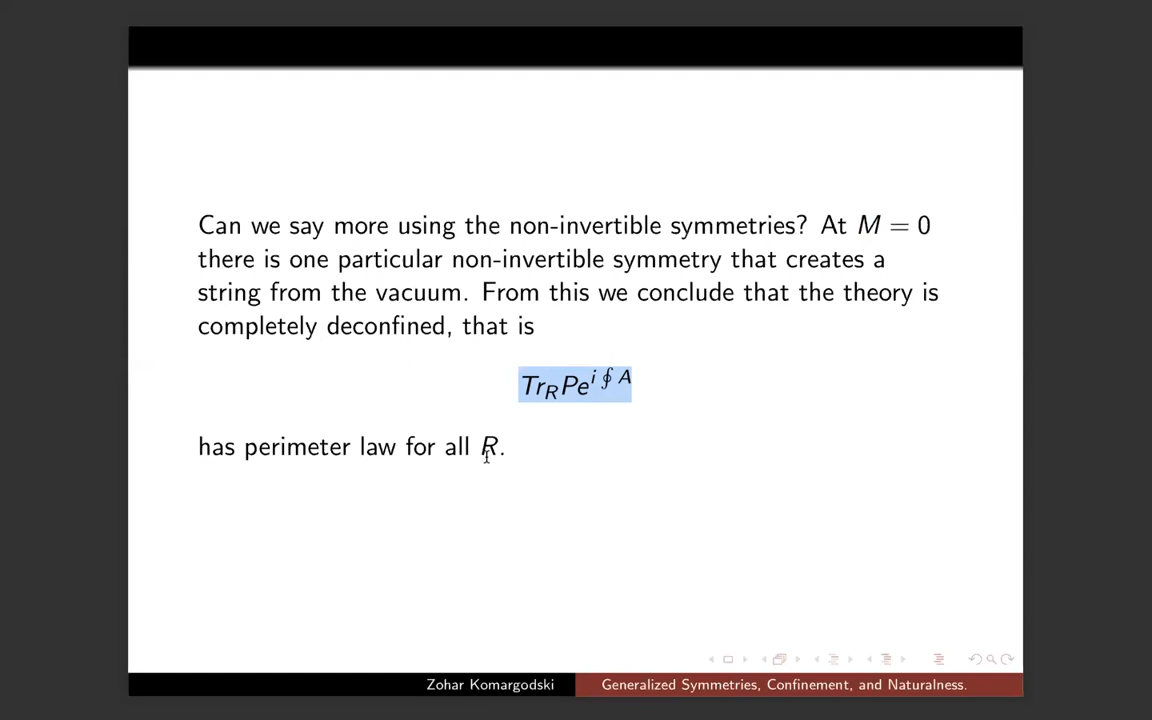 Can we say more using the non-invertible symmetries? At M = 0
there is one particular non-invertible symmetry that creates a
string from the vacuum. From this we conclude that the theory is
completely deconfined, that is
Tr_R Pe^{i ∮ A}
has perimeter law for all R.
Zohar Komargodski
Generalized Symmetries, Confinement, and Naturalness.